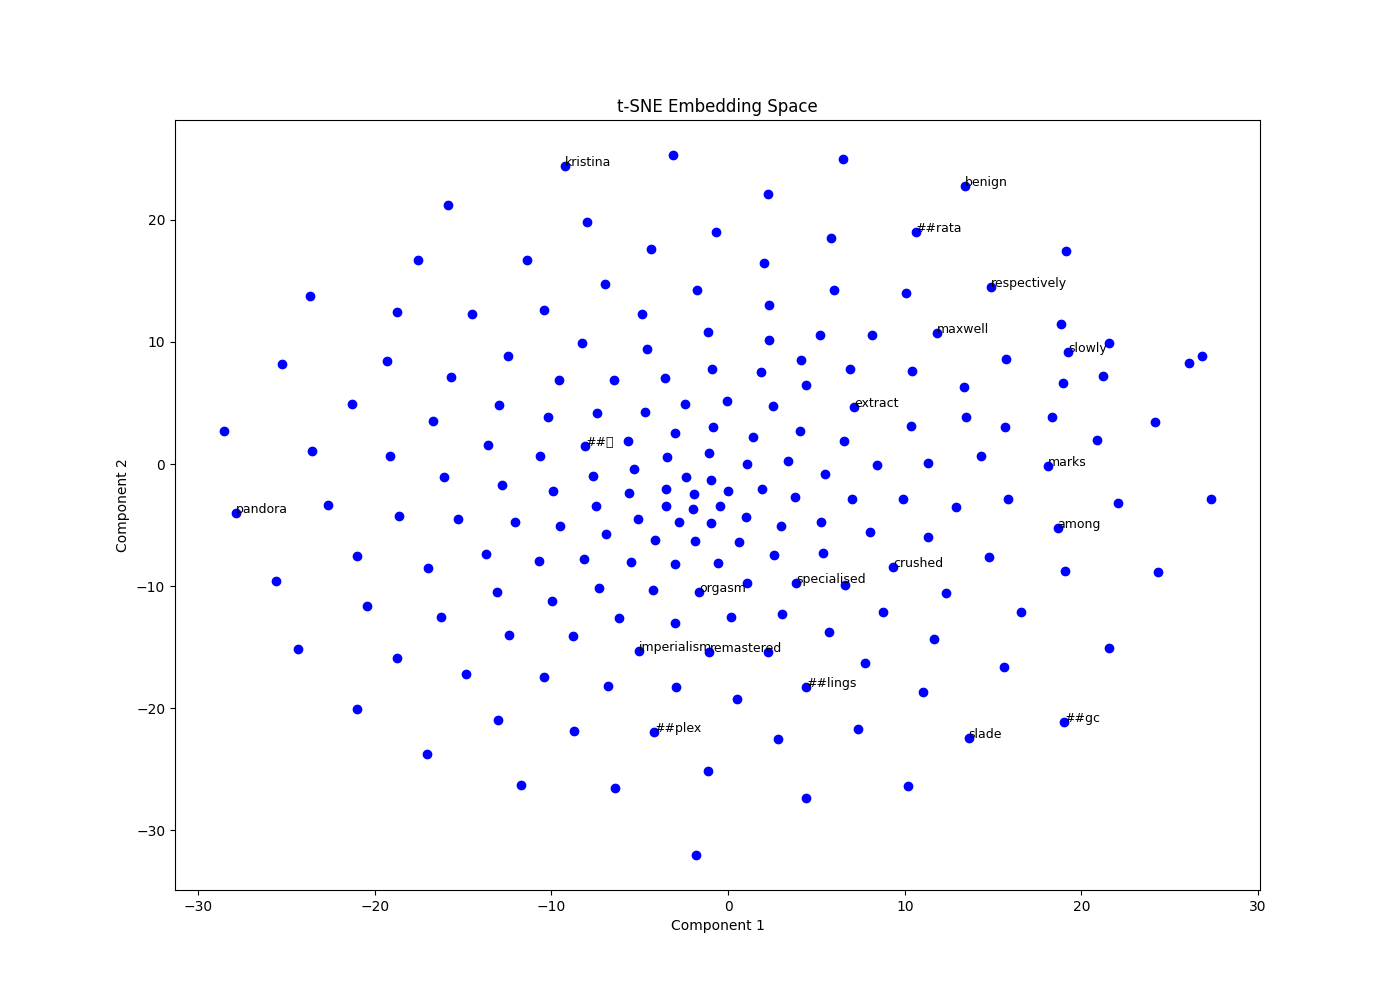 t-SNE Embedding Space
kristina
benign
##rata
respectively
maxwell
slowly
extract
##
marks
pandora
among
crushed
specialised
orgasm
imperialism
remastered
##lings
##gc
##plex
slade
20
10
0
−10
−20
−30
Component 2
−30
−20
−10
0
10
20
30
Component 1